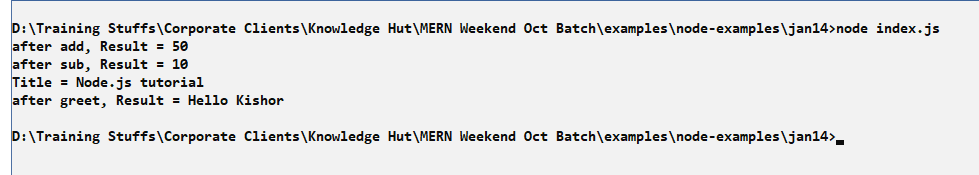 D:\Training Stuffs\Corporate Clients\Knowledge Hut\MERN Weekend Oct Batch\examples\node-examples\jan14>node index.js
after add, Result = 50
after sub, Result = 10
Title = Node.js tutorial
after greet, Result = Hello Kishor
D:\Training Stuffs\Corporate Clients\Knowledge Hut\MERN Weekend Oct Batch\examples\node-examples\jan14>